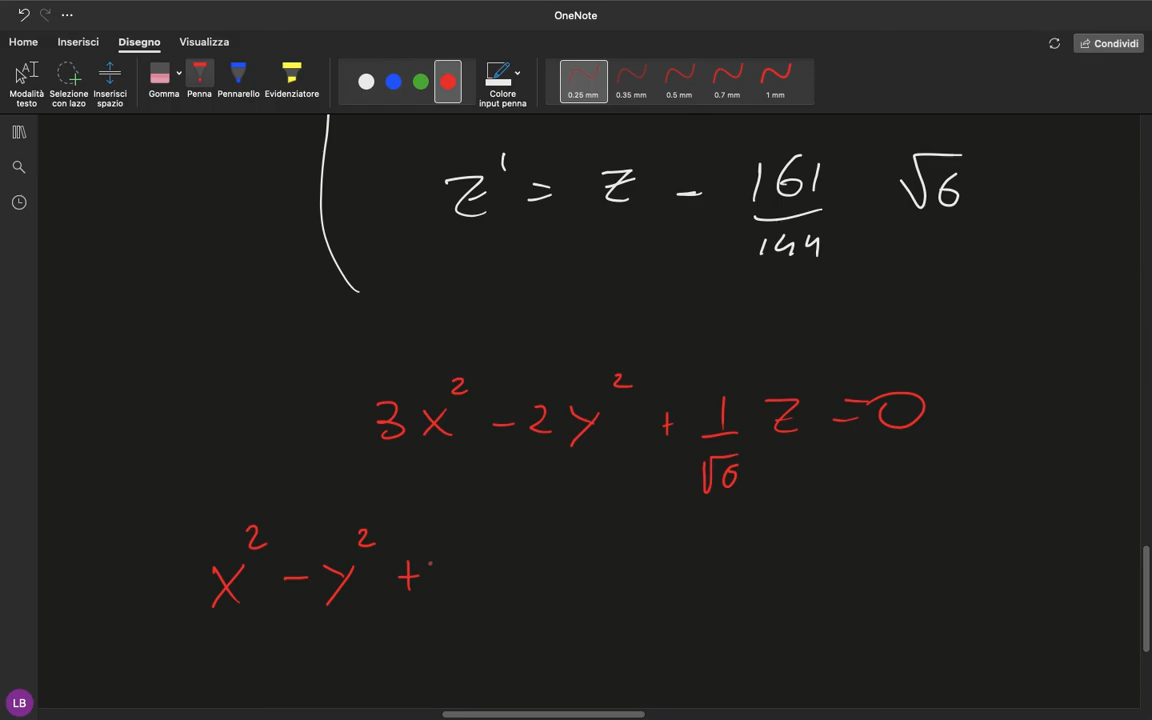 OneNote
Home Inserisci Disegno Visualizza
Condividi
Modalità testo
Selezione con lazo
Inserisci spazio
Gomma
Penna
Pennarello
Evidenziatore
Colore input penna
0.25 mm
0.35 mm
0.5 mm
0.7 mm
1 mm
z' = z - 161/144 √6
3x² - 2y² + 1/√6 z = 0
x² - y² +
LB